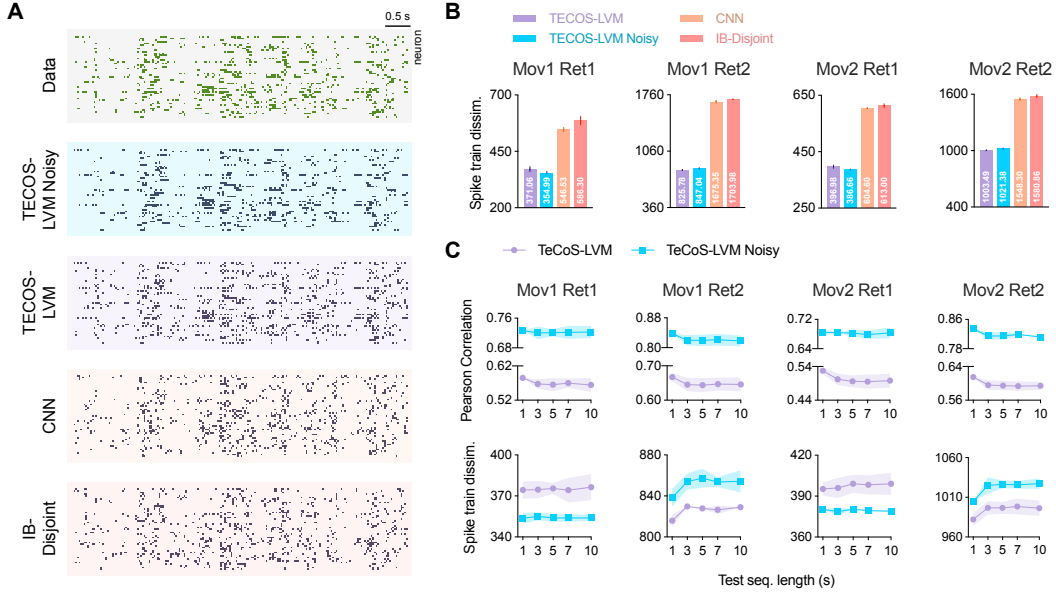 A
0.5 s
neuron
Data
TECOS-
LVM Noisy
TECOS-
LVM
CNN
IB-
Disjoint
B
TECOS-LVM
CNN
TECOS-LVM Noisy
IB-Disjoint
Mov1 Ret1
Mov1 Ret2
Mov2 Ret1
Mov2 Ret2
Spike train dissim.
700
450
200
371.06
354.99
546.53
586.30
1760
1060
360
825.78
847.04
1675.35
1703.98
650
450
250
396.98
386.66
604.60
613.00
1600
1000
400
1003.49
1021.38
1548.30
1580.86
C
TeCoS-LVM
TeCoS-LVM Noisy
Mov1 Ret1
Mov1 Ret2
Mov2 Ret1
Mov2 Ret2
Pearson Correlation
0.76
0.68
0.62
0.52
1 3 5 7 10
0.88
0.80
0.70
0.60
1 3 5 7 10
0.72
0.64
0.54
0.44
1 3 5 7 10
0.86
0.78
0.64
0.56
1 3 5 7 10
Spike train dissim.
400
370
340
1 3 5 7 10
880
840
800
1 3 5 7 10
420
390
360
1 3 5 7 10
1060
1010
960
1 3 5 7 10
Test seq. length (s)